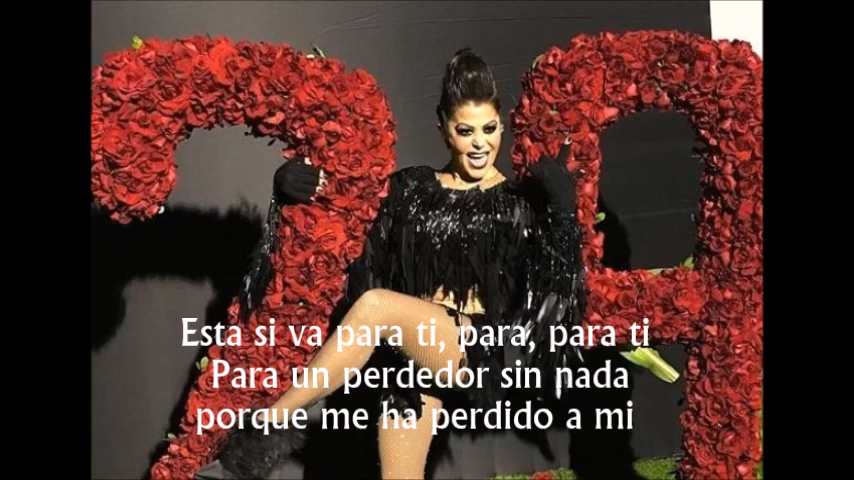 Esta si va para ti, para, para ti
Para un perdedor sin nada
porque me ha perdido a mi